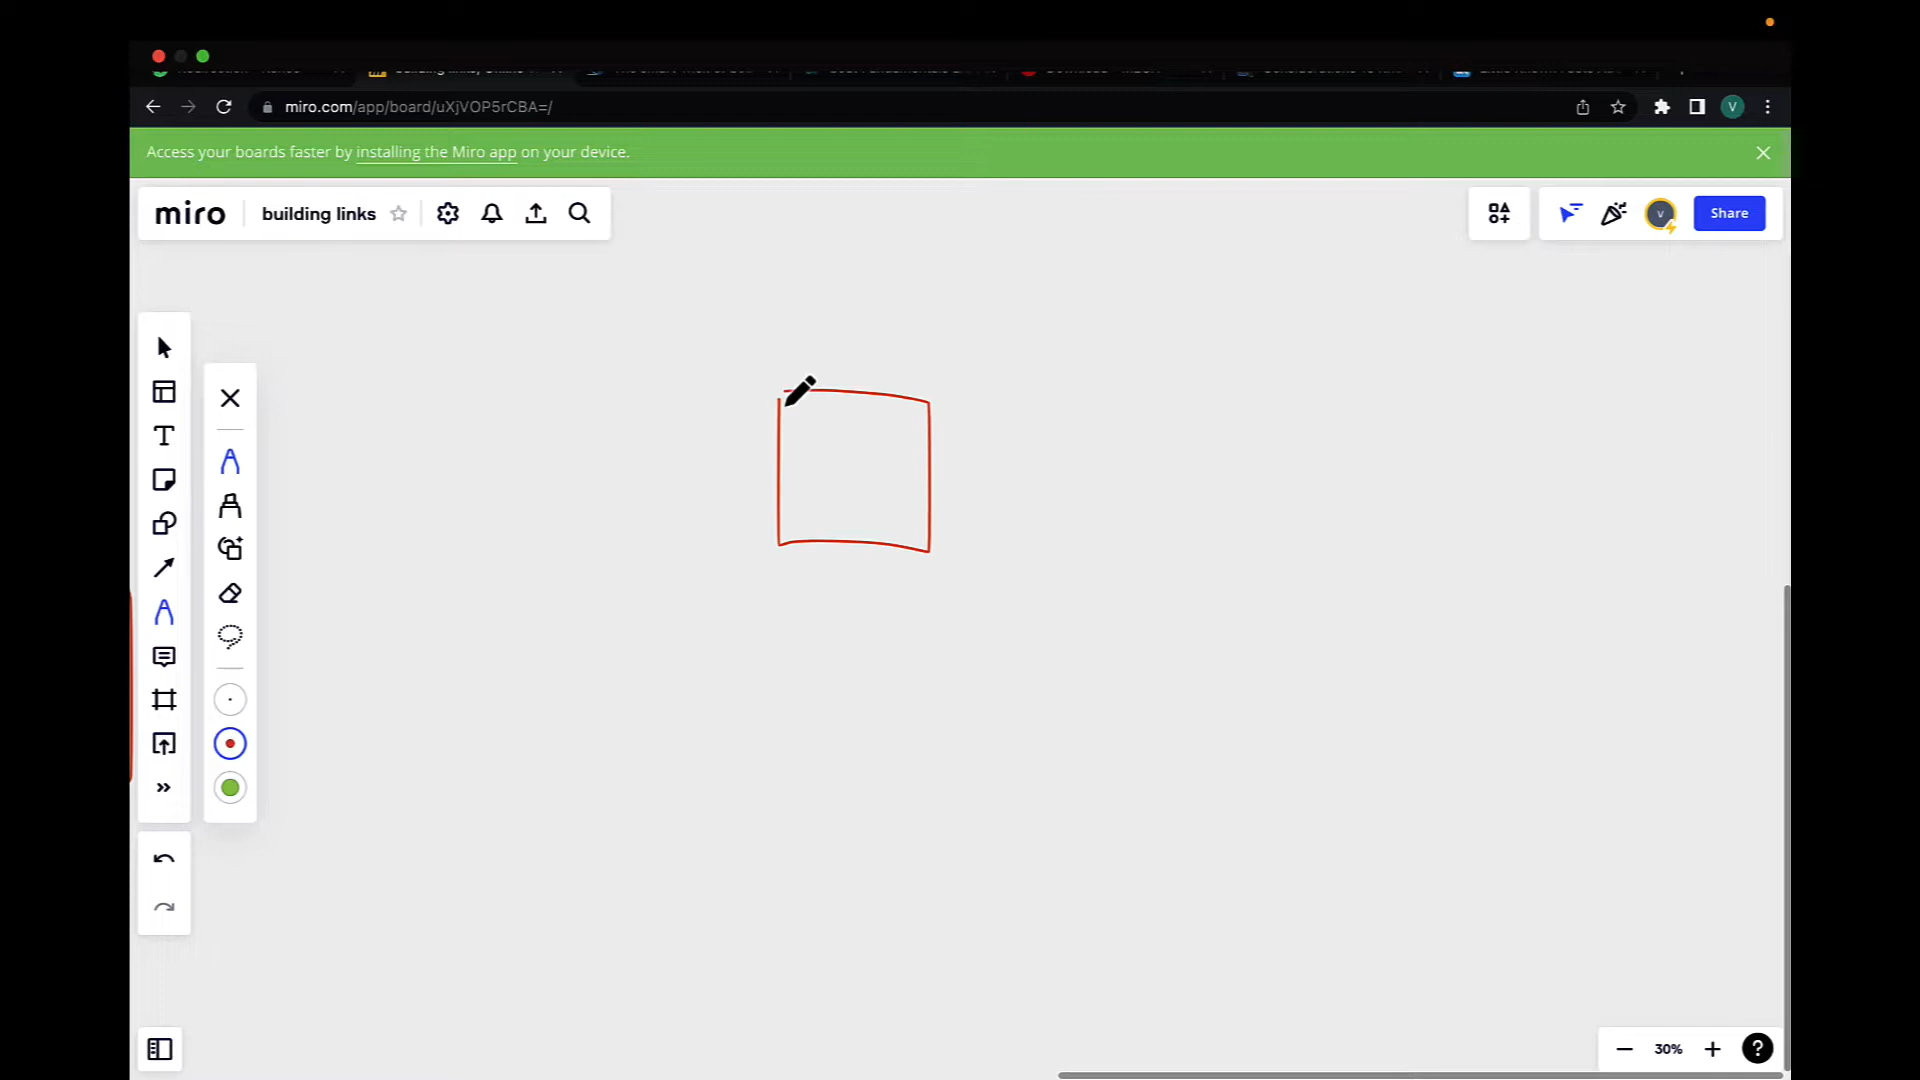 miro.com/app/board/uXjVOP5rCBA=/
V
Access your boards faster by installing the Miro app on your device.
miro
building links
V
Share
30%
?